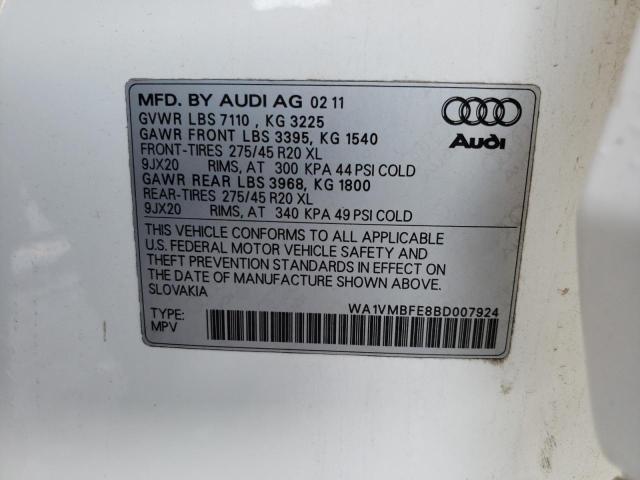 MFD. BY AUDI AG 02 11
GVWR LBS 7110 , KG 3225
GAWR FRONT LBS 3395, KG 1540
FRONT-TIRES 275/45 R20 XL
9JX20 RIMS, AT 300 KPA 44 PSI COLD
GAWR REAR LBS 3968, KG 1800
REAR-TIRES 275/45 R20 XL
9JX20 RIMS, AT 340 KPA 49 PSI COLD
Audi
THIS VEHICLE CONFORMS TO ALL APPLICABLE
U.S. FEDERAL MOTOR VEHICLE SAFETY AND
THEFT PREVENTION STANDARDS IN EFFECT ON
THE DATE OF MANUFACTURE SHOWN ABOVE.
SLOVAKIA
WA1VMBFE8BD007924
TYPE:
MPV